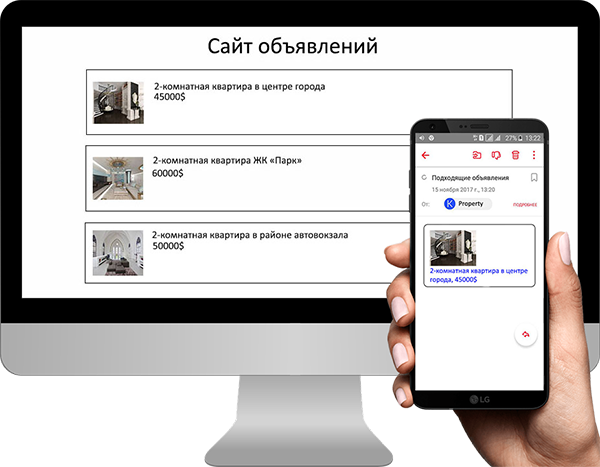 Сайт объявлений
2-комнатная квартира в центре города
45000$
2-комнатная квартира ЖК «Парк»
60000$
2-комнатная квартира в районе автовокзала
50000$
27% 13:22
Подходящие объявления
15 ноября 2017 г., 13:20
От: K Property ПОДРОБНЕЕ
2-комнатная квартира в центре
города, 45000$
LG